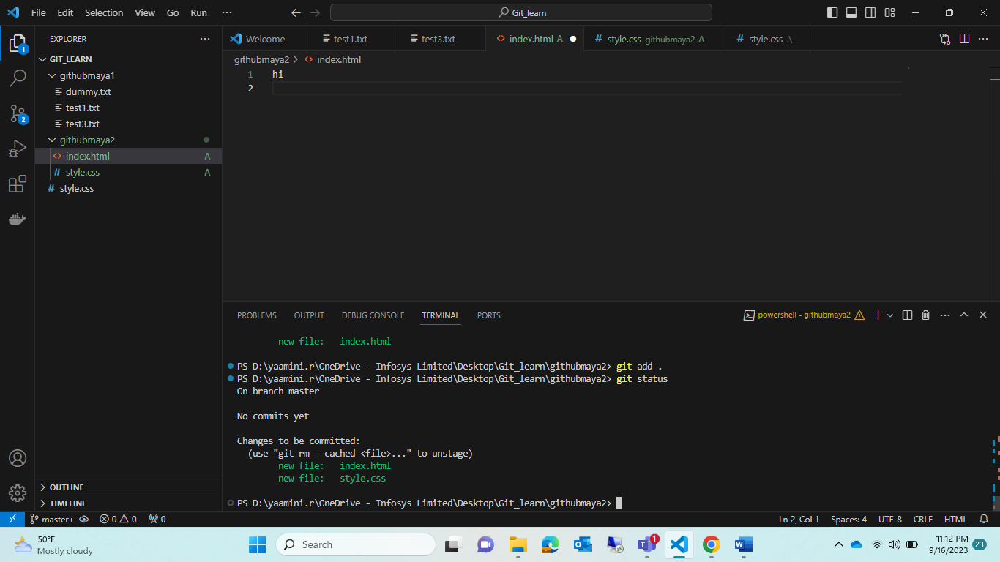 File Edit Selection View Go Run ··· Git_learn
EXPLORER ···
GIT_LEARN
githubmaya1
dummy.txt
test1.txt
test3.txt
githubmaya2
index.html A
style.css A
style.css
OUTLINE
TIMELINE
1
2
Welcome test1.txt test3.txt index.html A style.css githubmaya2 A style.css .\
githubmaya2 > index.html
1 hi
2
PROBLEMS OUTPUT DEBUG CONSOLE TERMINAL PORTS powershell - githubmaya2
new file: index.html
PS D:\yaamini.r\OneDrive - Infosys Limited\Desktop\Git_learn\githubmaya2> git add .
PS D:\yaamini.r\OneDrive - Infosys Limited\Desktop\Git_learn\githubmaya2> git status
On branch master
No commits yet
Changes to be committed:
(use "git rm --cached <file>..." to unstage)
new file: index.html
new file: style.css
PS D:\yaamini.r\OneDrive - Infosys Limited\Desktop\Git_learn\githubmaya2>
master+ 0 0 0 Ln 2, Col 1 Spaces: 4 UTF-8 CRLF HTML
50°F
Mostly cloudy
Search
1
11:12 PM
9/16/2023
23